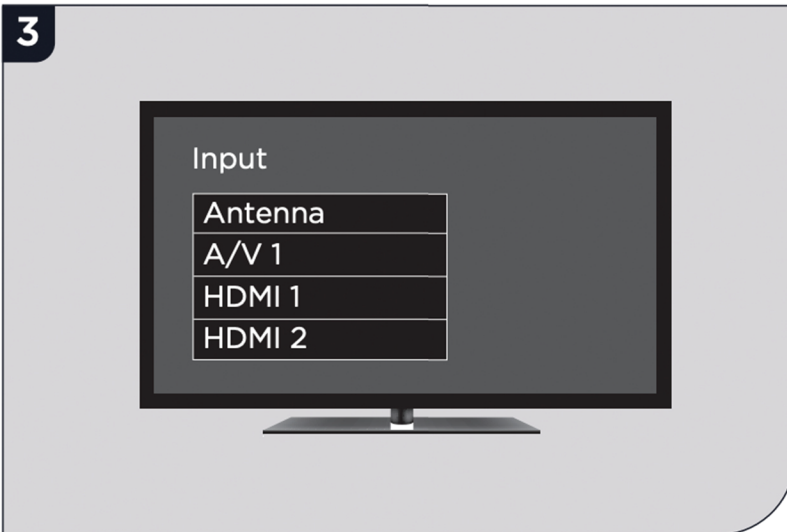 3
Input
Antenna
A/V 1
HDMI 1
HDMI 2